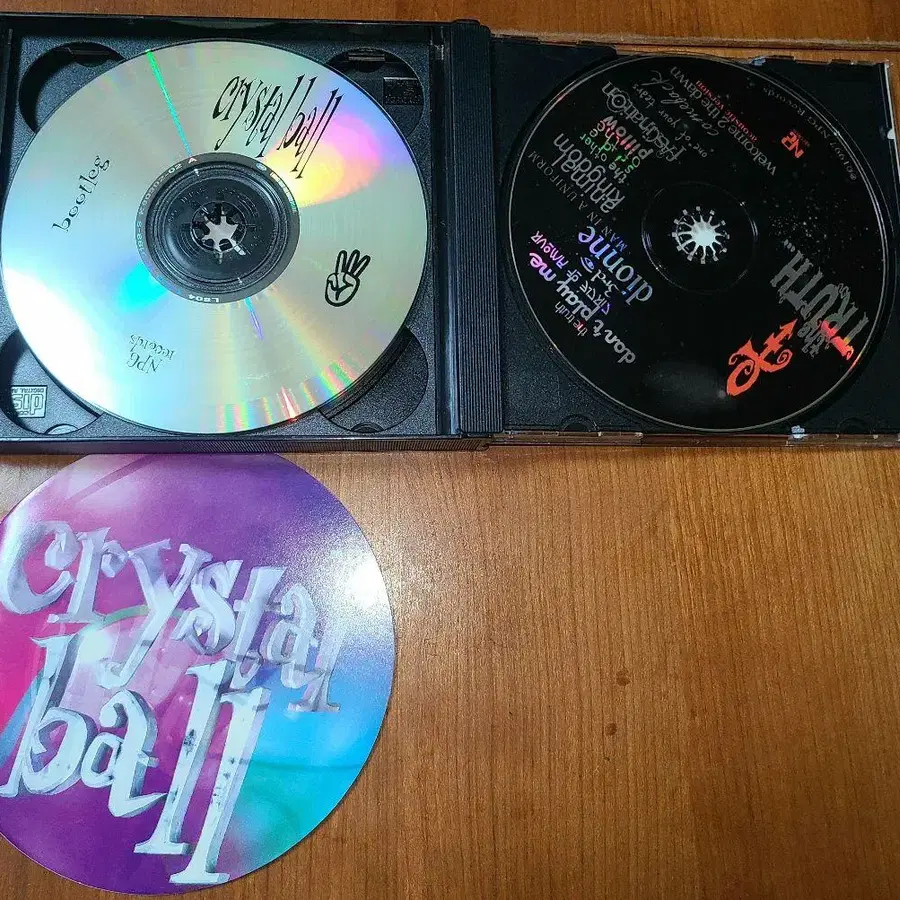 crystal ball
bootleg
NPG
records
L804
the
TRUTH
the truth
don't play me
CIRCLE of AMOUR
3rd
dionne
MAN IN A UNIFORM
Animal
Kingdom
the other
side of
the pillow
Fascination
one of your tears
comeback
Welcome 2 the dawn
acoustic version
NPG Records
crystal
ball